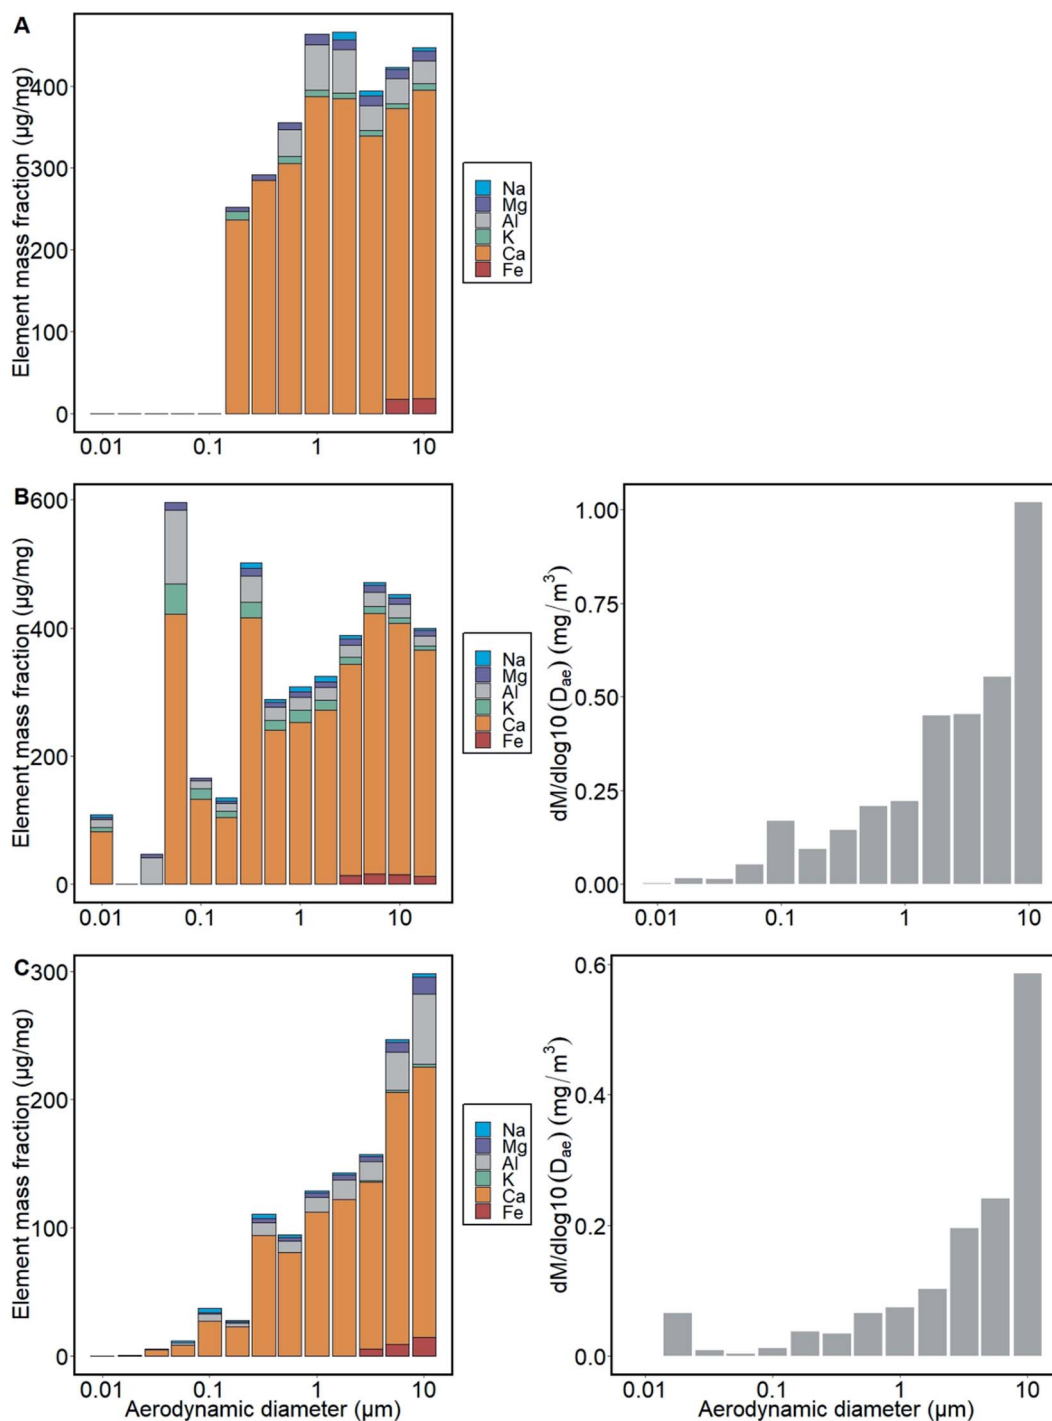 A
Element mass fraction (µg/mg)
400
300
200
100
0
0.01 0.1 1 10
Na
Mg
Al
K
Ca
Fe
B
Element mass fraction (µg/mg)
600
400
200
0
0.01 0.1 1 10
Na
Mg
Al
K
Ca
Fe
dM/dlog10(Dae) (mg/m3)
1.00
0.75
0.50
0.25
0.00
0.01 0.1 1 10
C
Element mass fraction (µg/mg)
300
200
100
0
0.01 0.1 1 10
Aerodynamic diameter (µm)
Na
Mg
Al
K
Ca
Fe
dM/dlog10(Dae) (mg/m3)
0.6
0.4
0.2
0.0
0.01 0.1 1 10
Aerodynamic diameter (µm)